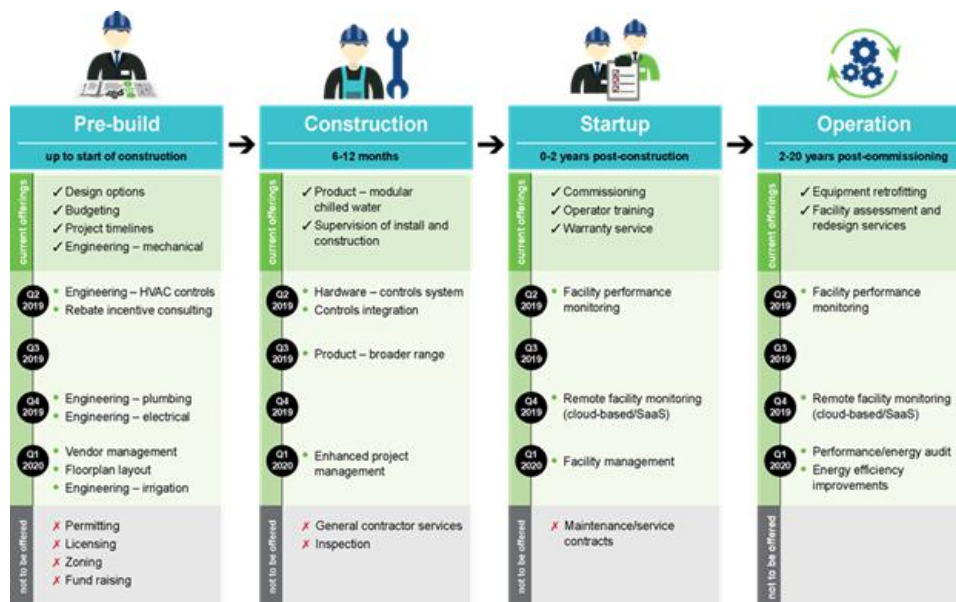 Pre-build
up to start of construction
current offerings
✓ Design options
✓ Budgeting
✓ Project timelines
✓ Engineering – mechanical
Q2
2019
• Engineering – HVAC controls
• Rebate incentive consulting
Q3
2019
Q4
2019
• Engineering – plumbing
• Engineering – electrical
Q1
2020
• Vendor management
• Floorplan layout
• Engineering – irrigation
not to be offered
✗ Permitting
✗ Licensing
✗ Zoning
✗ Fund raising
Construction
6-12 months
current offerings
✓ Product – modular
chilled water
✓ Supervision of install and
construction
Q2
2019
• Hardware – controls system
• Controls integration
Q3
2019
• Product – broader range
Q4
2019
Q1
2020
• Enhanced project
management
not to be offered
✗ General contractor services
✗ Inspection
Startup
0-2 years post-construction
current offerings
✓ Commissioning
✓ Operator training
✓ Warranty service
Q2
2019
• Facility performance
monitoring
Q3
2019
Q4
2019
• Remote facility monitoring
(cloud-based/SaaS)
Q1
2020
• Facility management
not to be offered
✗ Maintenance/service
contracts
Operation
2-20 years post-commissioning
current offerings
✓ Equipment retrofitting
✓ Facility assessment and
redesign services
Q2
2019
• Facility performance
monitoring
Q3
2019
Q4
2019
• Remote facility monitoring
(cloud-based/SaaS)
Q1
2020
• Performance/energy audit
• Energy efficiency
improvements
not to be offered